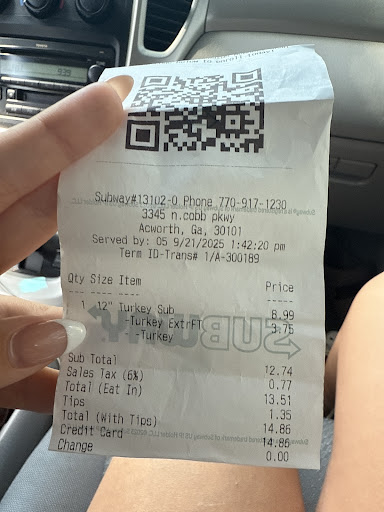 939
Subway#13102-0 Phone 770-917-1230
3345 n.cobb pkwy
Acworth, Ga, 30101
Served by: 05 9/21/2025 1:42:20 pm
Term ID-Trans# 1/A-300189
Qty Size Item Price
--- ---- ---- -----
1 12" Turkey Sub 8.99
-Turkey ExtrFT 3.75
-Turkey
SUBWAY
Sub Total 12.74
Sales Tax (6%) 0.77
Total (Eat In) 13.51
Tips 1.35
Total (With Tips) 14.86
Credit Card 14.86
Change 0.00